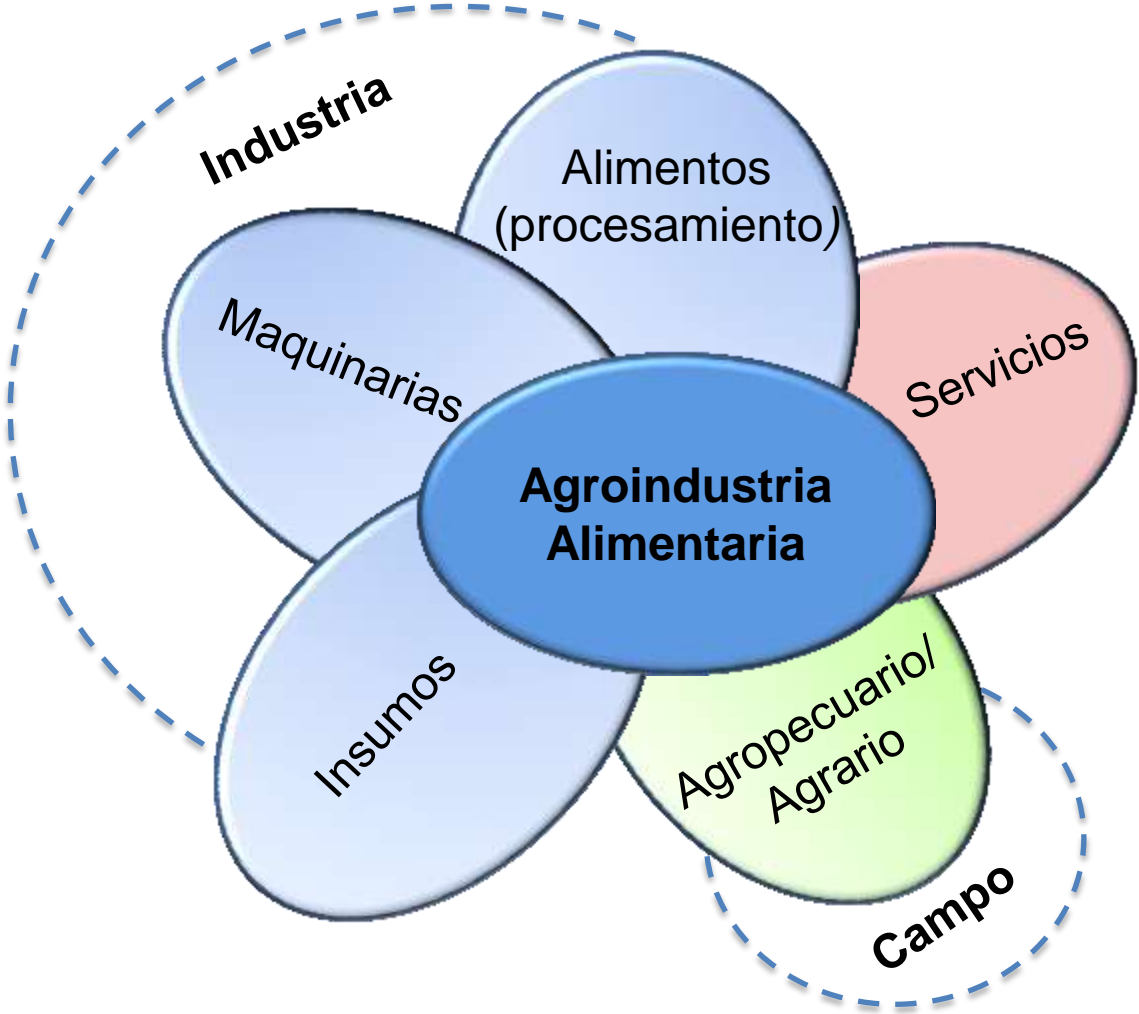 Industria
Alimentos
(procesamiento)
Maquinarias
Servicios
Agroindustria
Alimentaria
Insumos
Agropecuario/
Agrario
Campo